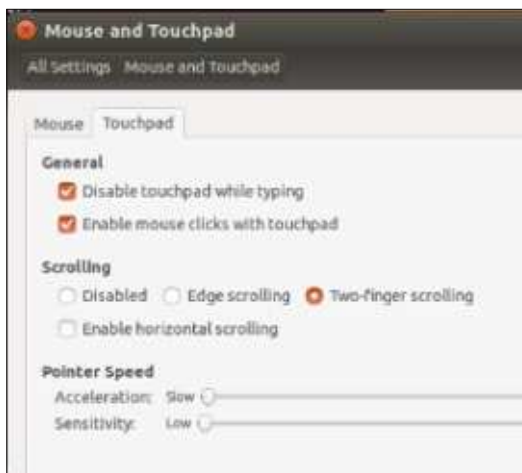 Mouse and Touchpad
All Settings Mouse and Touchpad
Mouse Touchpad
General
Disable touchpad while typing
Enable mouse clicks with touchpad
Scrolling
Disabled Edge scrolling Two-finger scrolling
Enable horizontal scrolling
Pointer Speed
Acceleration: Slow
Sensitivity: Low